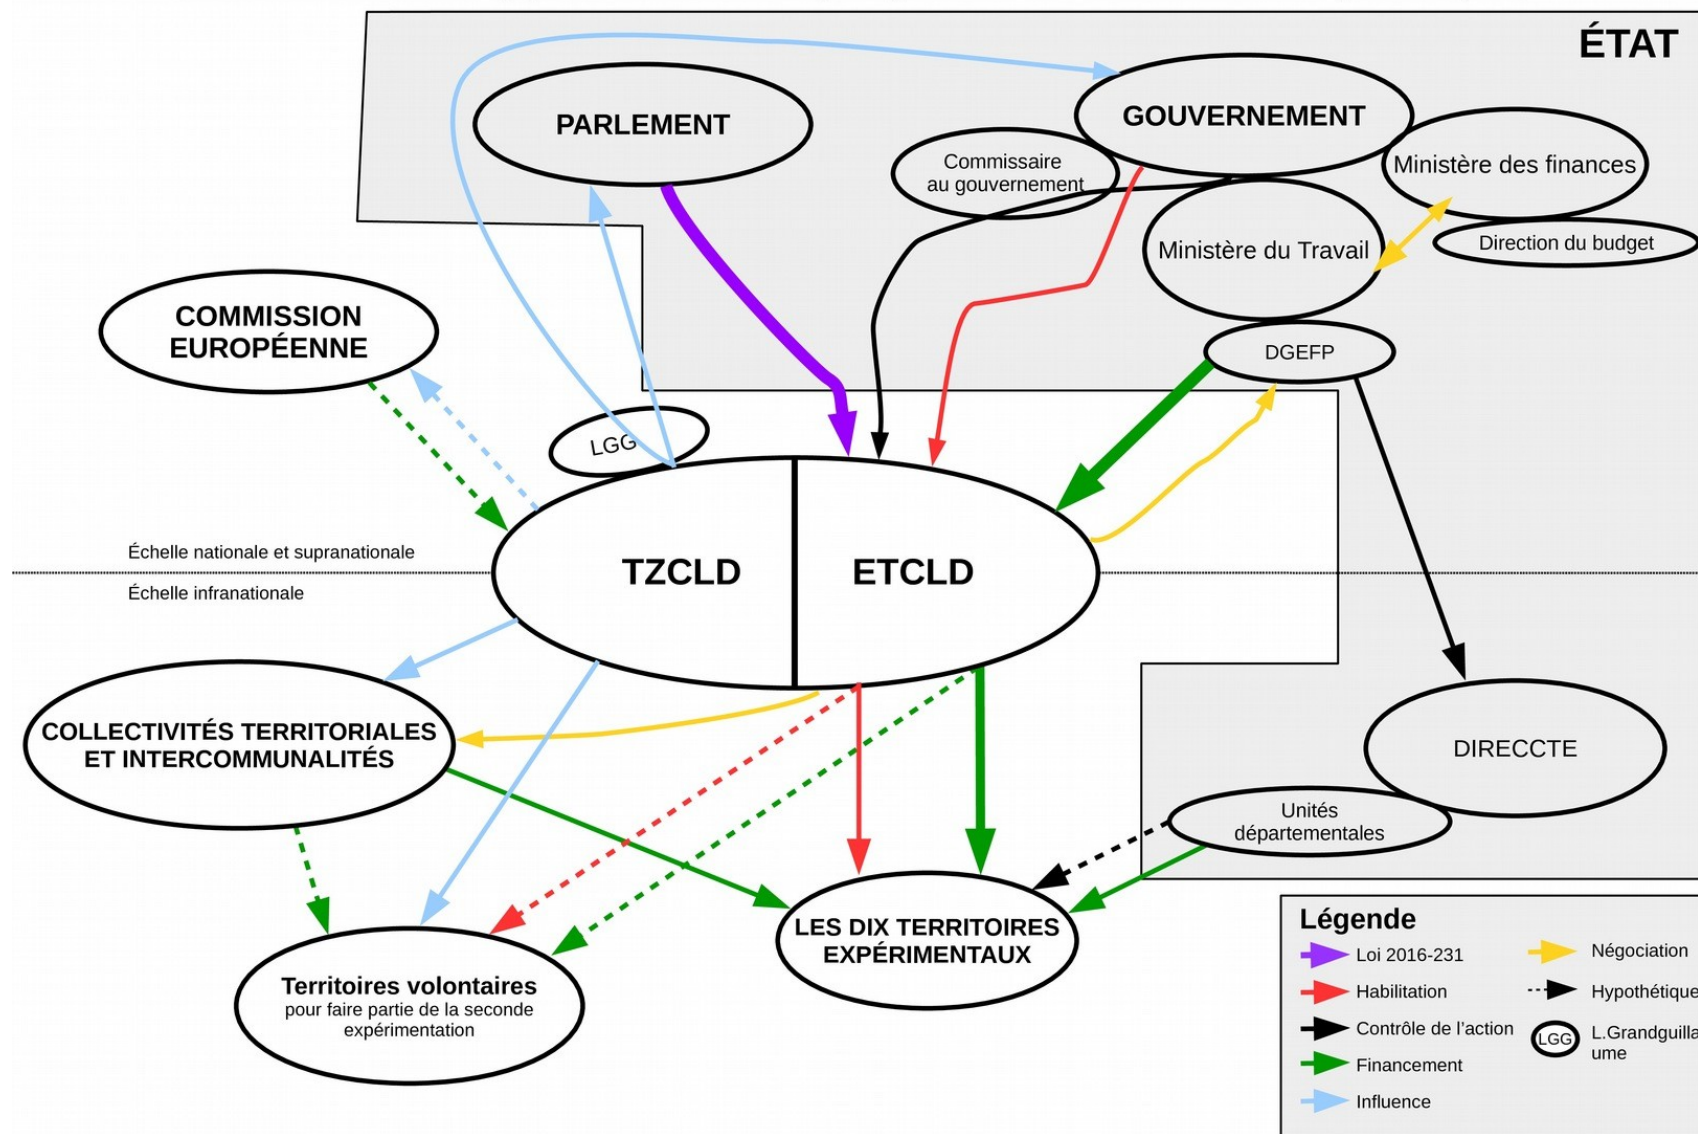 ÉTAT
PARLEMENT
GOUVERNEMENT
Commissaire
au gouvernement
Ministère des finances
Ministère du Travail
Direction du budget
COMMISSION
EUROPÉENNE
DGEFP
LGG
TZCLD
ETCLD
Échelle nationale et supranationale
Échelle infranationale
COLLECTIVITÉS TERRITORIALES
ET INTERCOMMUNALITÉS
DIRECCTE
Unités
départementales
LES DIX TERRITOIRES
EXPÉRIMENTAUX
Territoires volontaires
pour faire partie de la seconde
expérimentation
Légende
Loi 2016-231
Habilitation
Contrôle de l'action
Financement
Influence
Négociation
Hypothétique
LGG
L.Grandguilla
ume